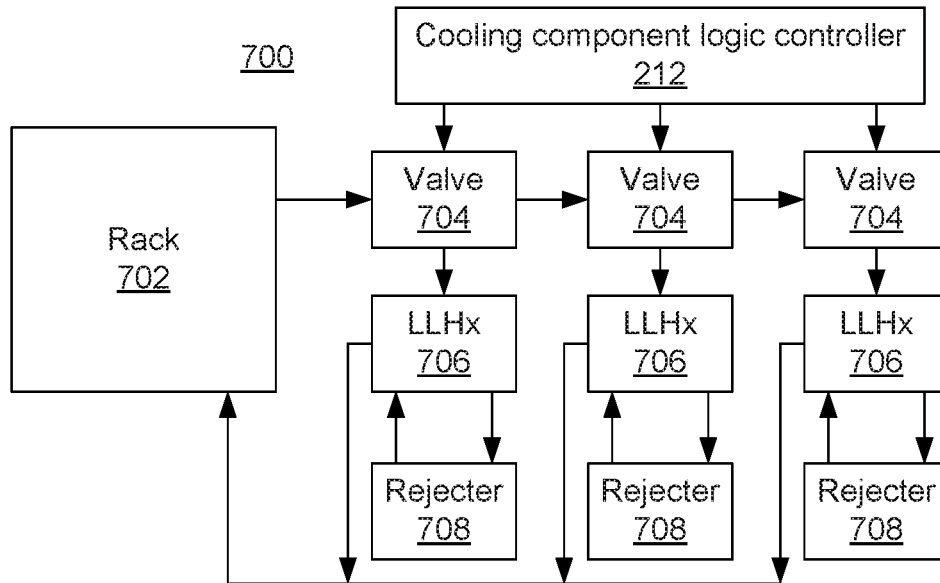 Cooling component logic controller
212
700
Valve
704
Valve
704
Valve
704
Rack
702
LLHx
706
LLHx
706
LLHx
706
Rejecter
708
Rejecter
708
Rejecter
708